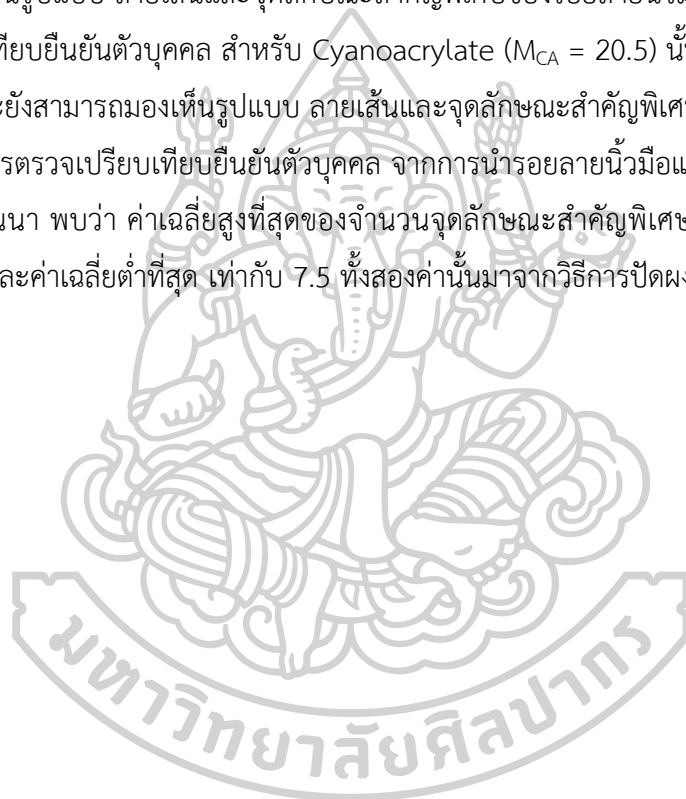 ทียบยืนยันตัวบุคคล สำหรับ Cyanoacrylate (M_CA = 20.5)
ยังสามารถมองเห็นรูปแบบ ลายเส้นและจุดลักษณะสำคัญพิเศษ
รตรวจเปรียบเทียบยืนยันตัวบุคคล จากการนำรอยลายนิ้วมือแ
นนา พบว่า ค่าเฉลี่ยสูงที่สุดของจำนวนจุดลักษณะสำคัญพิเศษ
ละค่าเฉลี่ยต่ำที่สุด เท่ากับ 7.5 ทั้งสองค่านั้นมาจากวิธีการปัดผง
มหาวิทยาลัยศิลปากร